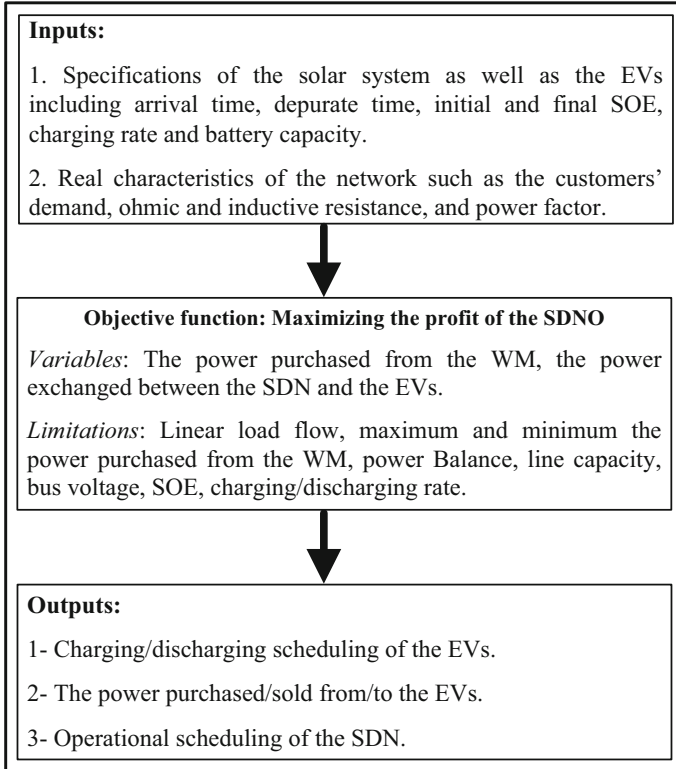 Inputs:
1. Specifications of the solar system as well as the EVs
including arrival time, depurate time, initial and final SOE,
charging rate and battery capacity.
2. Real characteristics of the network such as the customers’
demand, ohmic and inductive resistance, and power factor.
Objective function: Maximizing the profit of the SDNO
Variables: The power purchased from the WM, the power
exchanged between the SDN and the EVs.
Limitations: Linear load flow, maximum and minimum the
power purchased from the WM, power Balance, line capacity,
bus voltage, SOE, charging/discharging rate.
Outputs:
1- Charging/discharging scheduling of the EVs.
2- The power purchased/sold from/to the EVs.
3- Operational scheduling of the SDN.